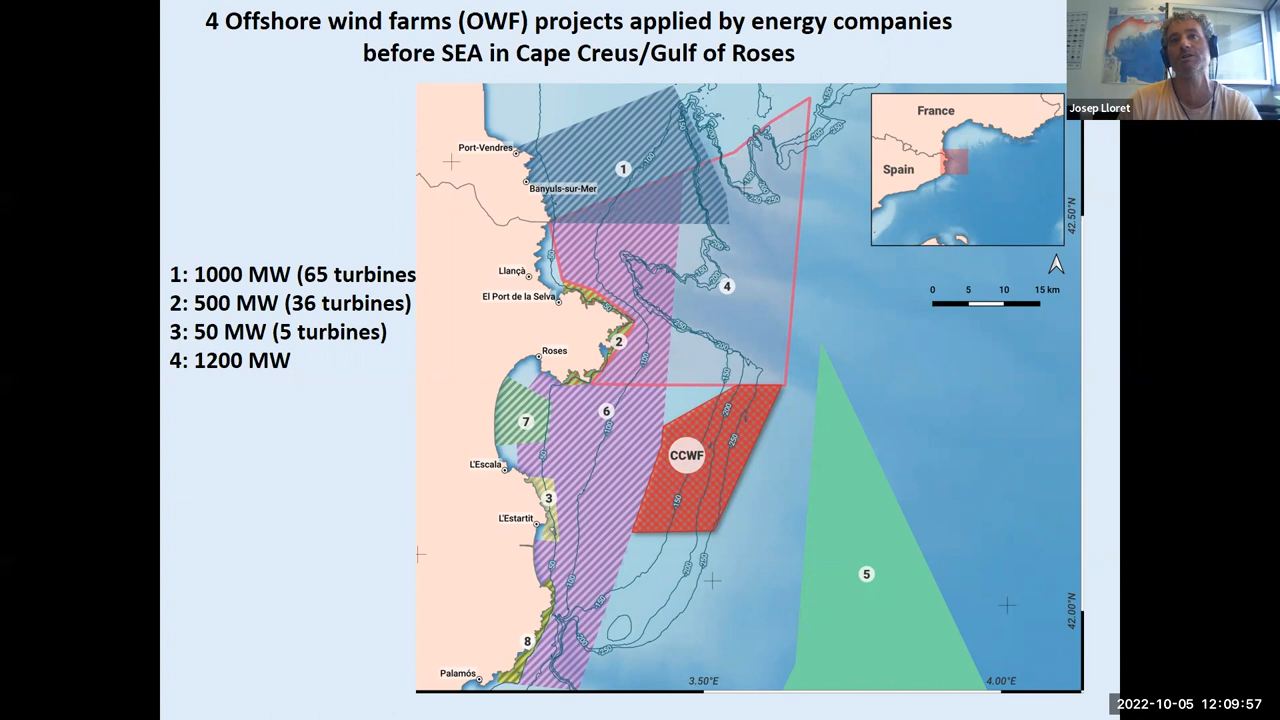 4 Offshore wind farms (OWF) projects applied by energy companies
before SEA in Cape Creus/Gulf of Roses
Josep Lloret
1: 1000 MW (65 turbines
2: 500 MW (36 turbines)
3: 50 MW (5 turbines)
4: 1200 MW
France
Spain
Port-Vendres
Banyuls-sur-Mer
Llançà
El Port de la Selva
Roses
L'Escala
L'Estartit
Palamós
1
4
2
6
7
CCWF
3
5
8
0 5 10 15 km
42.50°N
42.00°N
3.50°E
4.00°E
2022-10-05 12:09:57